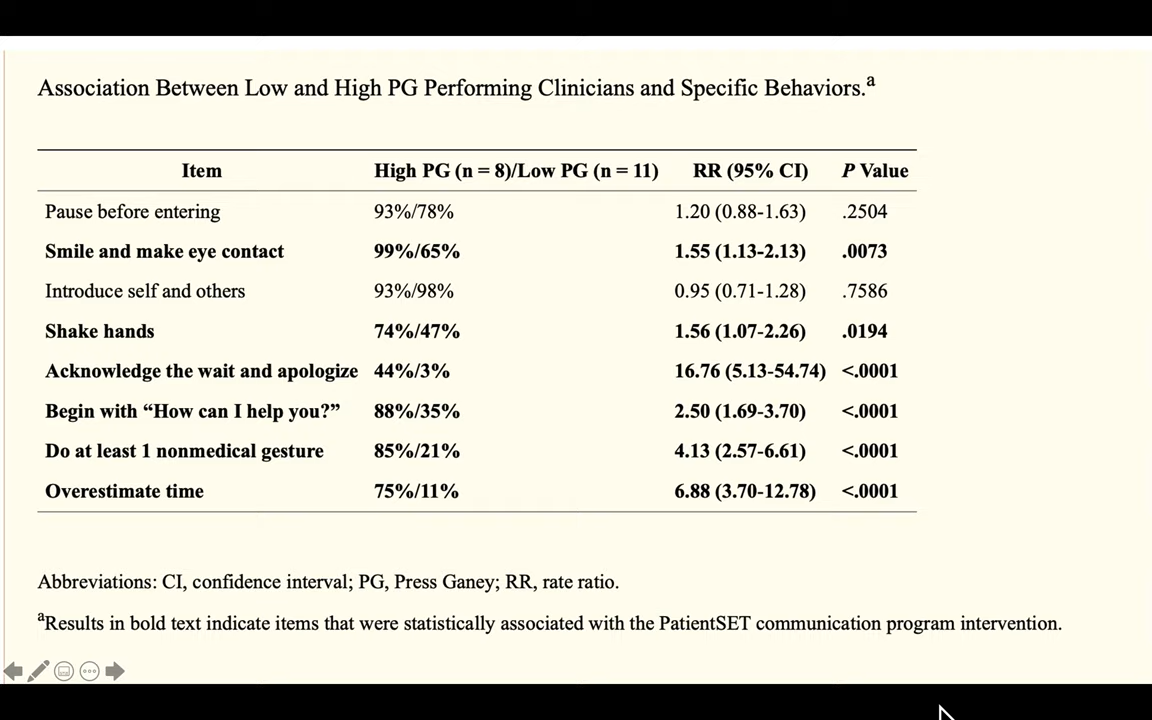 Association Between Low and High PG Performing Clinicians and Specific Behaviors.a
Item High PG (n = 8)/Low PG (n = 11) RR (95% CI) P Value
Pause before entering 93%/78% 1.20 (0.88-1.63) .2504
Smile and make eye contact 99%/65% 1.55 (1.13-2.13) .0073
Introduce self and others 93%/98% 0.95 (0.71-1.28) .7586
Shake hands 74%/47% 1.56 (1.07-2.26) .0194
Acknowledge the wait and apologize 44%/3% 16.76 (5.13-54.74) <.0001
Begin with “How can I help you?” 88%/35% 2.50 (1.69-3.70) <.0001
Do at least 1 nonmedical gesture 85%/21% 4.13 (2.57-6.61) <.0001
Overestimate time 75%/11% 6.88 (3.70-12.78) <.0001
Abbreviations: CI, confidence interval; PG, Press Ganey; RR, rate ratio.
aResults in bold text indicate items that were statistically associated with the PatientSET communication program intervention.